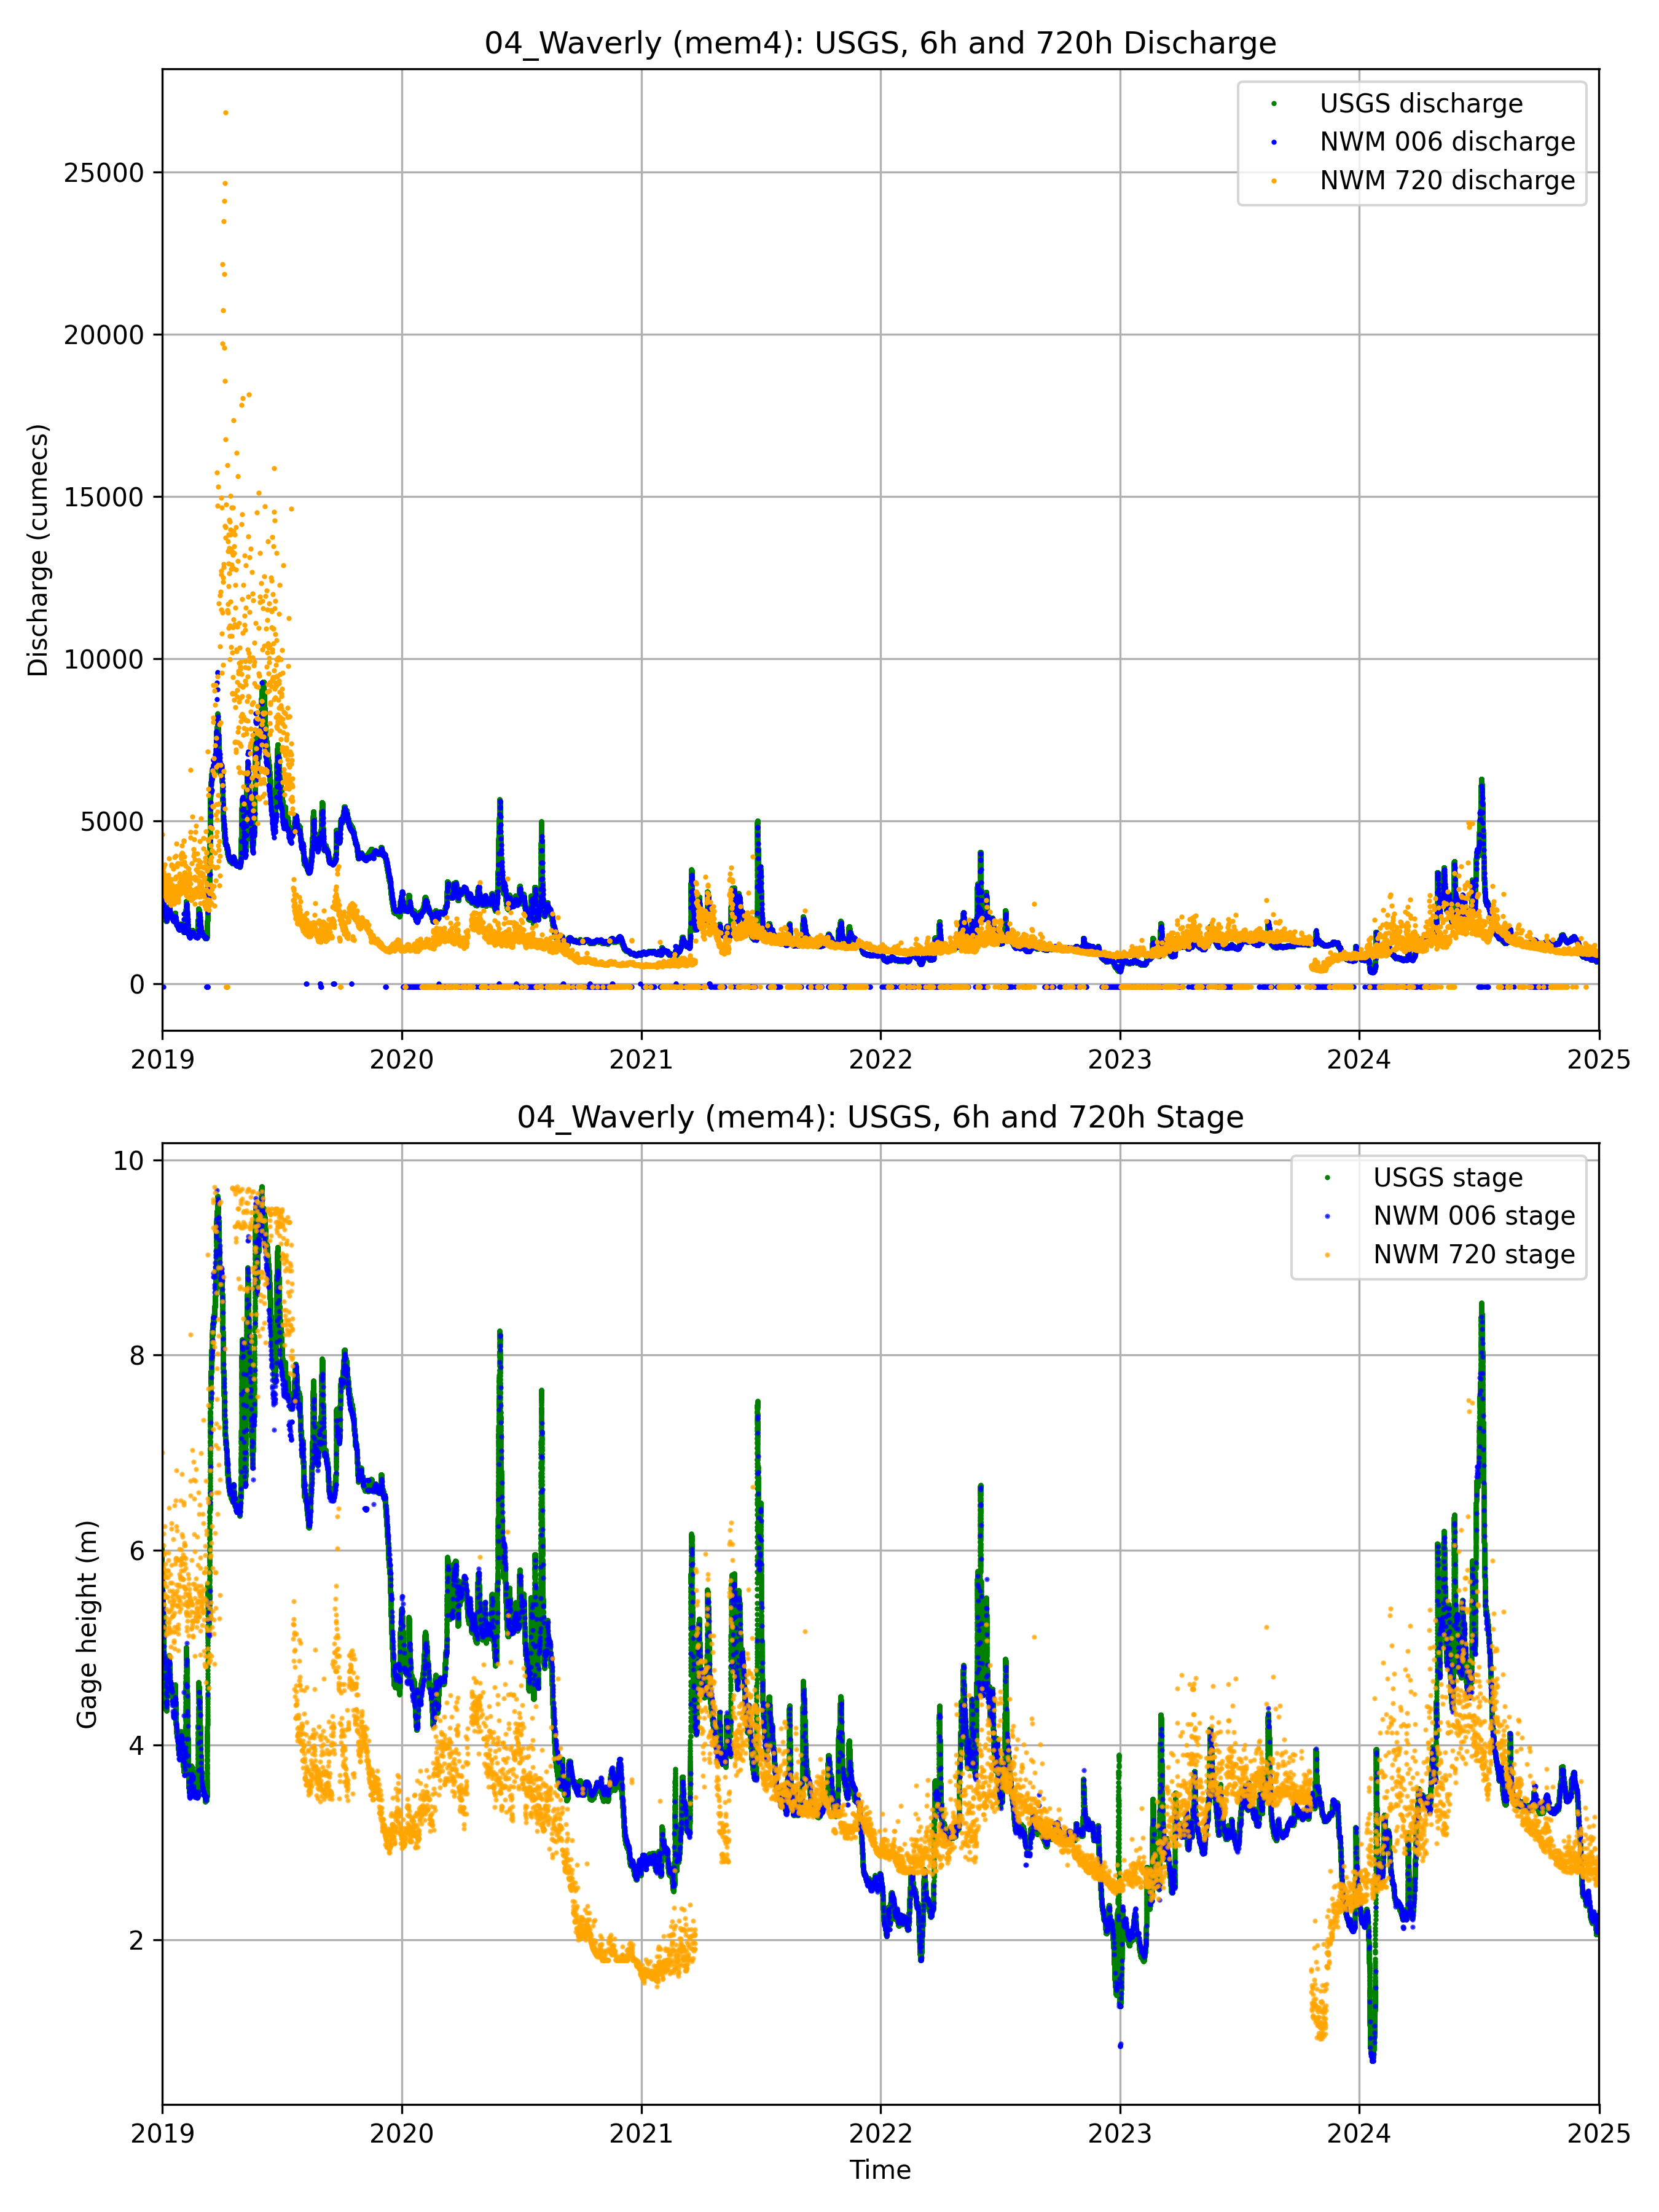 04_Waverly (mem4): USGS, 6h and 720h Discharge
USGS discharge
NWM 006 discharge
NWM 720 discharge
Discharge (cumecs)
25000
20000
15000
10000
5000
0
2019 2020 2021 2022 2023 2024 2025
04_Waverly (mem4): USGS, 6h and 720h Stage
USGS stage
NWM 006 stage
NWM 720 stage
Gage height (m)
10
8
6
4
2
2019 2020 2021 2022 2023 2024 2025
Time